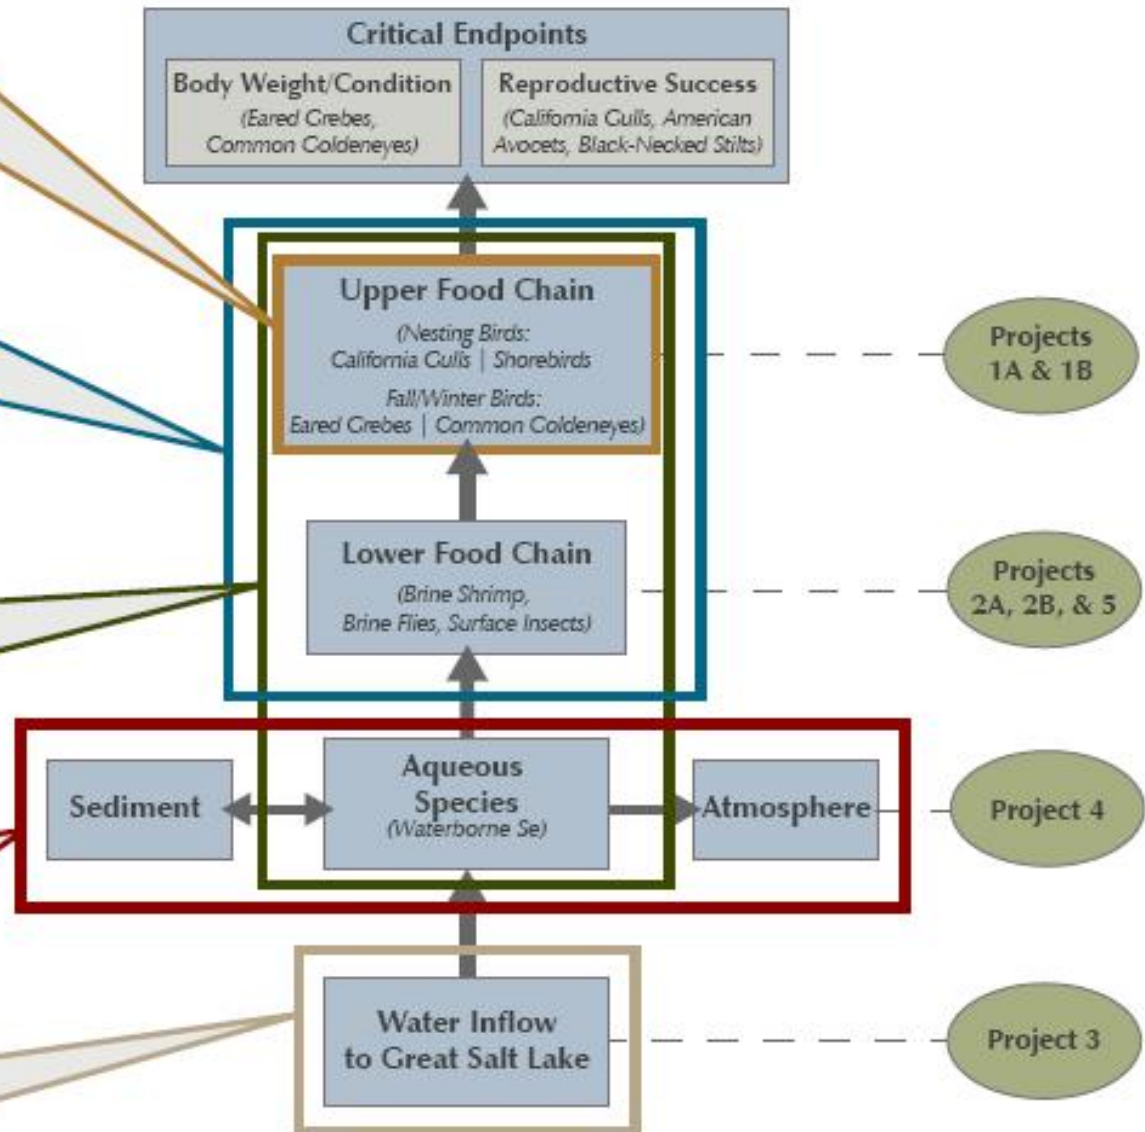 Critical Endpoints
Body Weight/Condition
(Eared Grebes,
Common Goldeneyes)
Reproductive Success
(California Gulls, American
Avocets, Black-Necked Stilts)
Upper Food Chain
(Nesting Birds:
California Gulls | Shorebirds
Fall/Winter Birds:
Eared Grebes | Common Goldeneyes)
Projects
1A & 1B
Lower Food Chain
(Brine Shrimp,
Brine Flies, Surface Insects)
Projects
2A, 2B, & 5
Sediment
Aqueous
Species
(Waterborne Se)
Atmosphere
Project 4
Water Inflow
to Great Salt Lake
Project 3